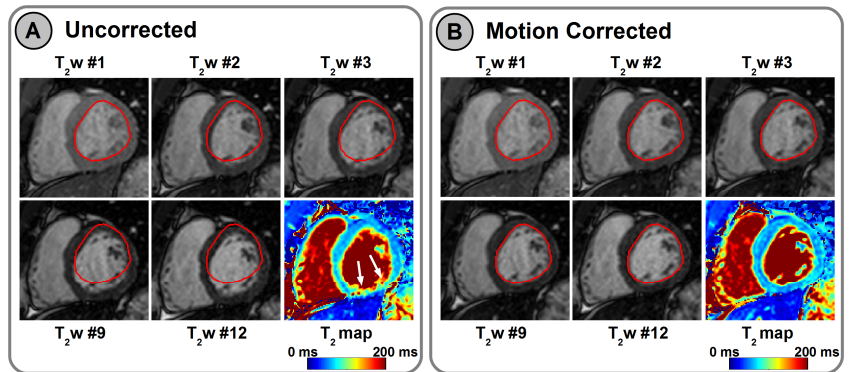 A Uncorrected
T2w #1 T2w #2 T2w #3
T2w #9 T2w #12 T2 map
0 ms 200 ms
B Motion Corrected
T2w #1 T2w #2 T2w #3
T2w #9 T2w #12 T2 map
0 ms 200 ms